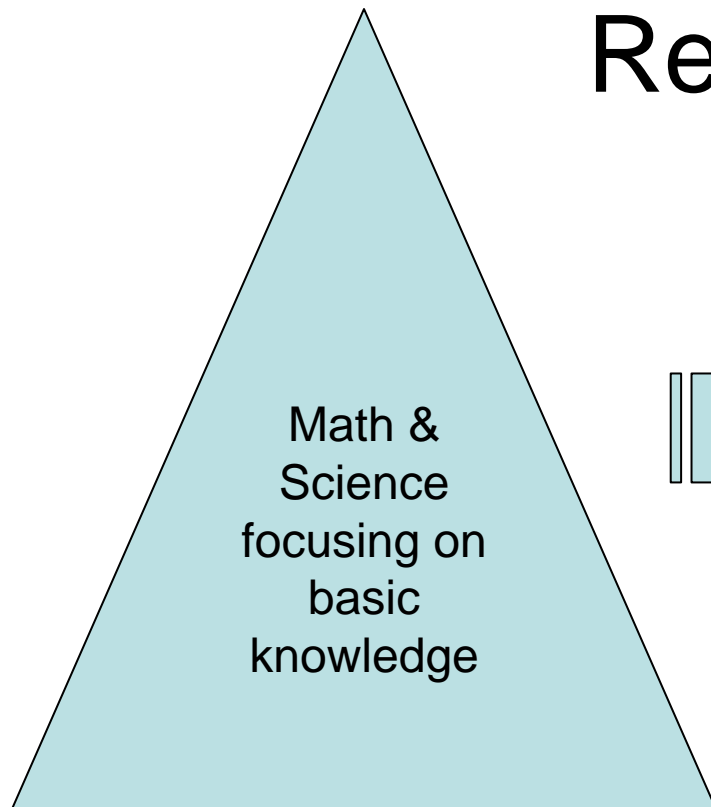 Re
Math &
Science
focusing on
basic
knowledge